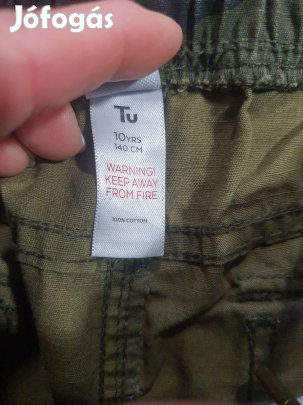 Jófogás
Tu
10YRS
140 CM
WARNING!
KEEP AWAY
FROM FIRE
100% COTTON